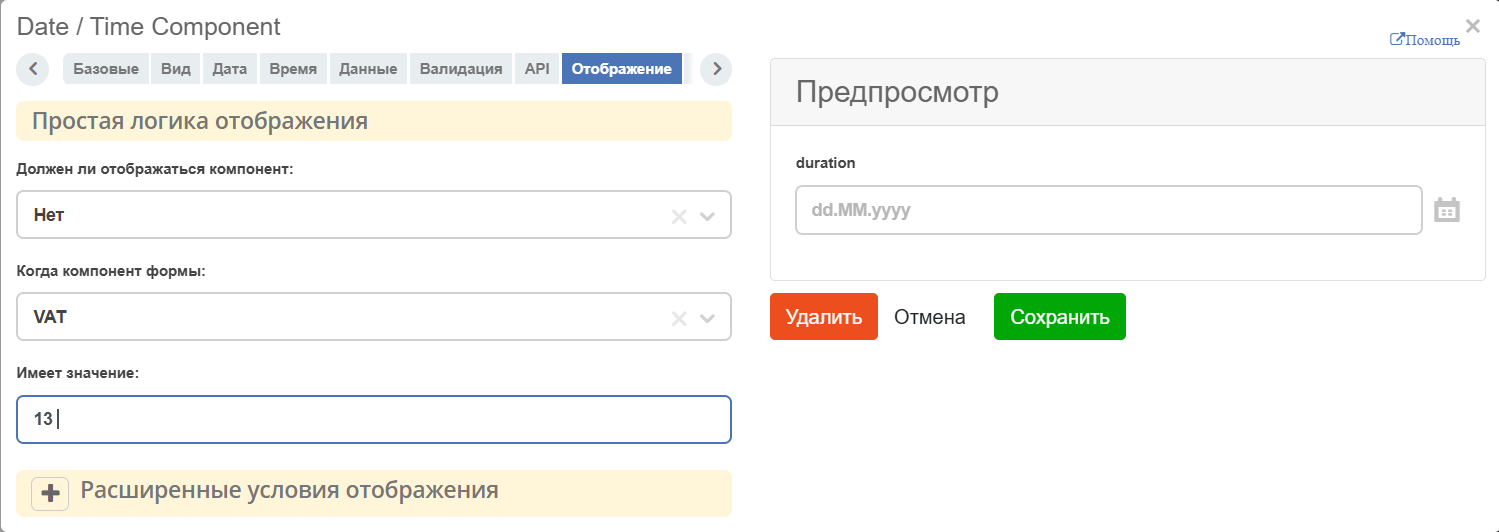 Date / Time Component
Помощь
Базовые Вид Дата Время Данные Валидация API Отображение
Простая логика отображения
Должен ли отображаться компонент:
Нет
Когда компонент формы:
VAT
Имеет значение:
13
Расширенные условия отображения
Предпросмотр
duration
dd.MM.yyyy
Удалить Отмена Сохранить